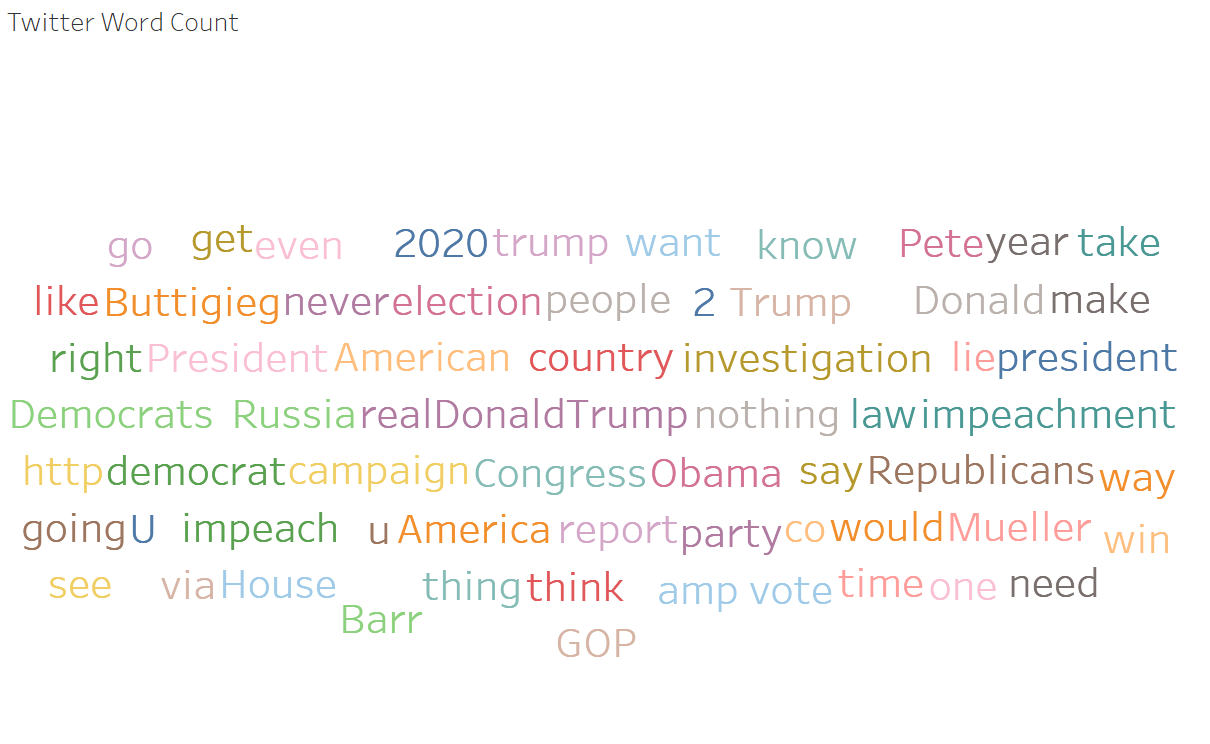 Twitter Word Count
go get even 2020 trump want know Pete year take
like Buttigieg never election people 2 Trump Donald make
right President American country investigation lie president
Democrats Russia realDonaldTrump nothing law impeachment
http democrat campaign Congress Obama say Republicans way
going U impeach u America report party co would Mueller win
see via House thing think amp vote time one need
Barr
GOP